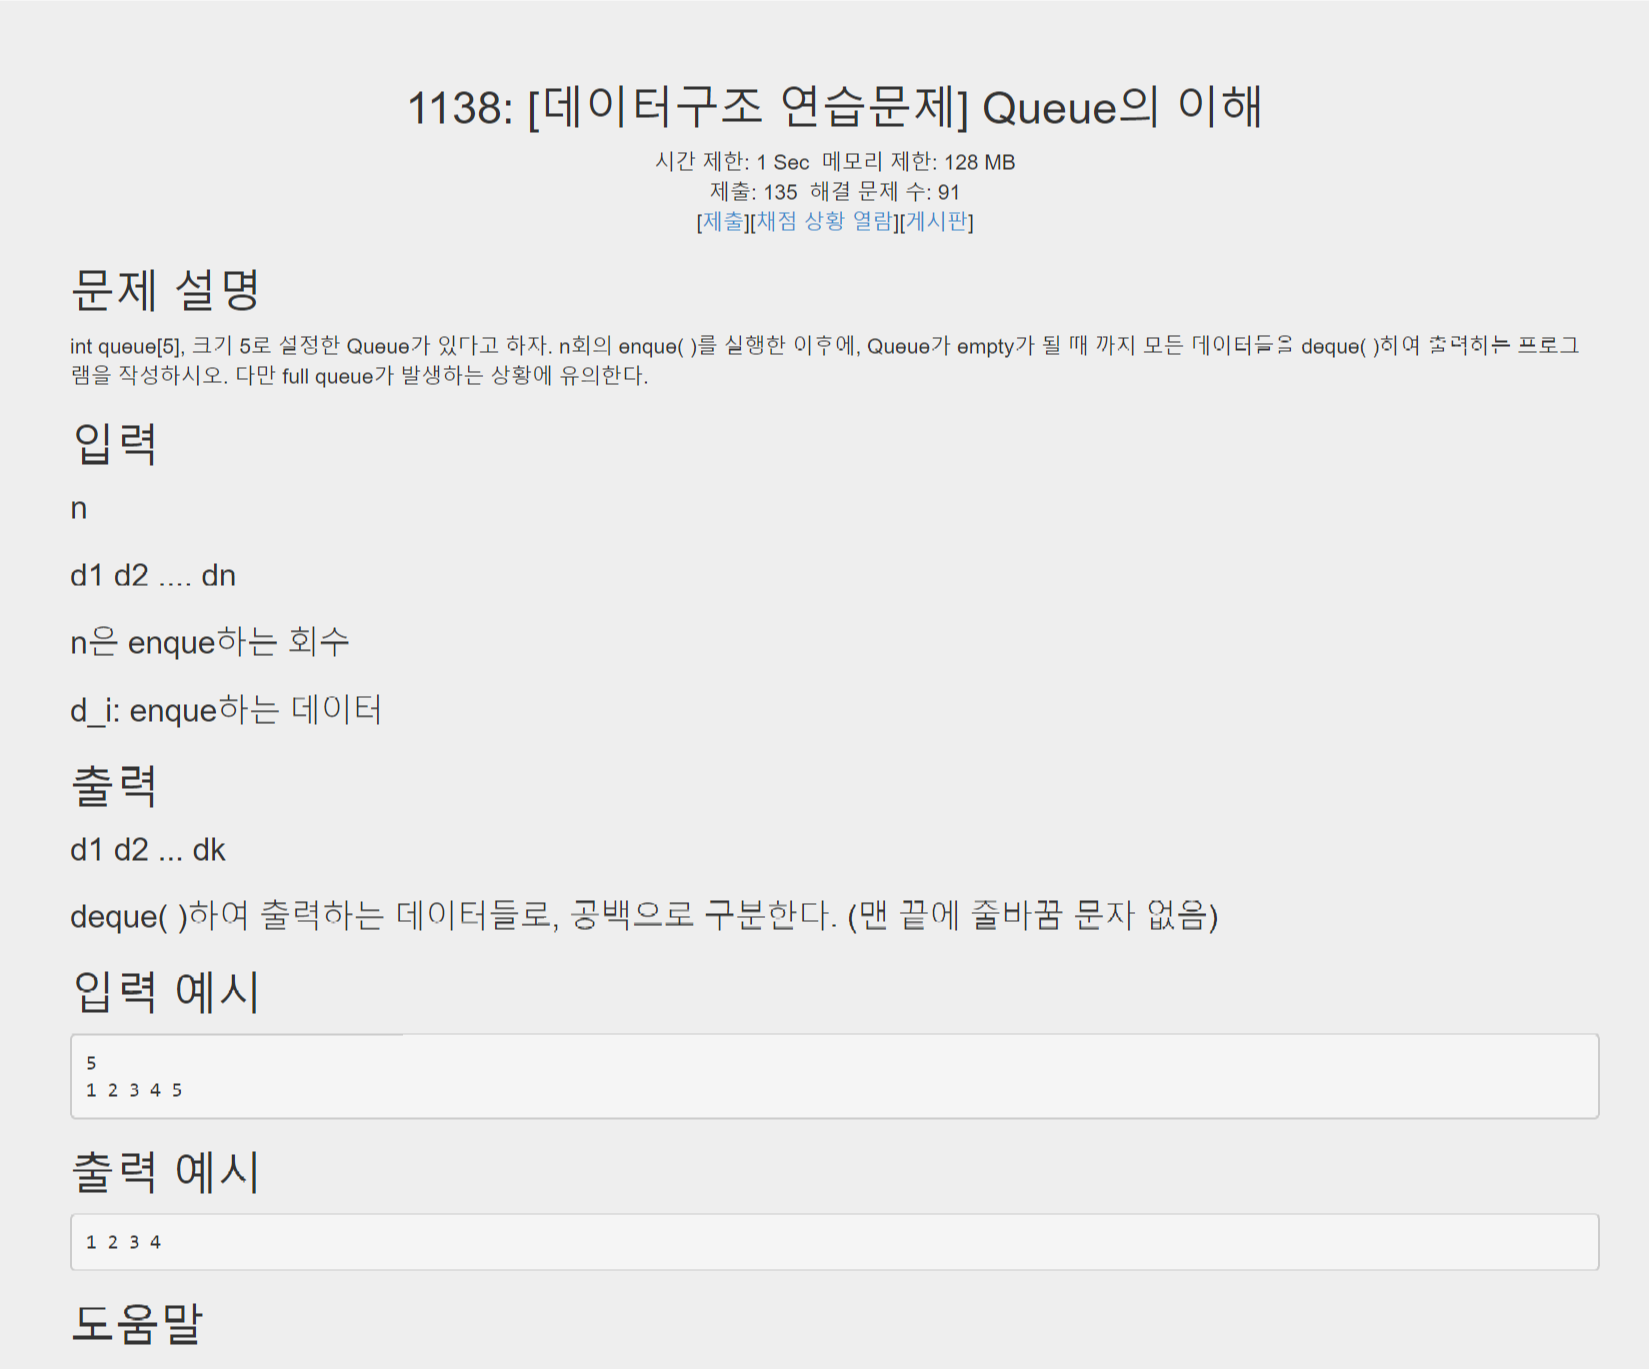 1138: [데이터구조 연습문제] Queue의 이해
시간 제한: 1 Sec 메모리 제한: 128 MB
제출: 135 해결 문제 수: 91
[제출][채점 상황 열람][게시판]
문제 설명
int queue[5], 크기 5로 설정한 Queue가 있다고 하자. n회의 enque( )를 실행한 이후에, Queue가 empty가 될 때 까지 모든 데이터들을 deque( )하여 출력하는 프로그
램을 작성하시오. 다만 full queue가 발생하는 상황에 유의한다.
입력
n
d1 d2 .... dn
n은 enque하는 회수
d_i: enque하는 데이터
출력
d1 d2 ... dk
deque( )하여 출력하는 데이터들로, 공백으로 구분한다. (맨 끝에 줄바꿈 문자 없음)
입력 예시
5
1 2 3 4 5
출력 예시
1 2 3 4
도움말